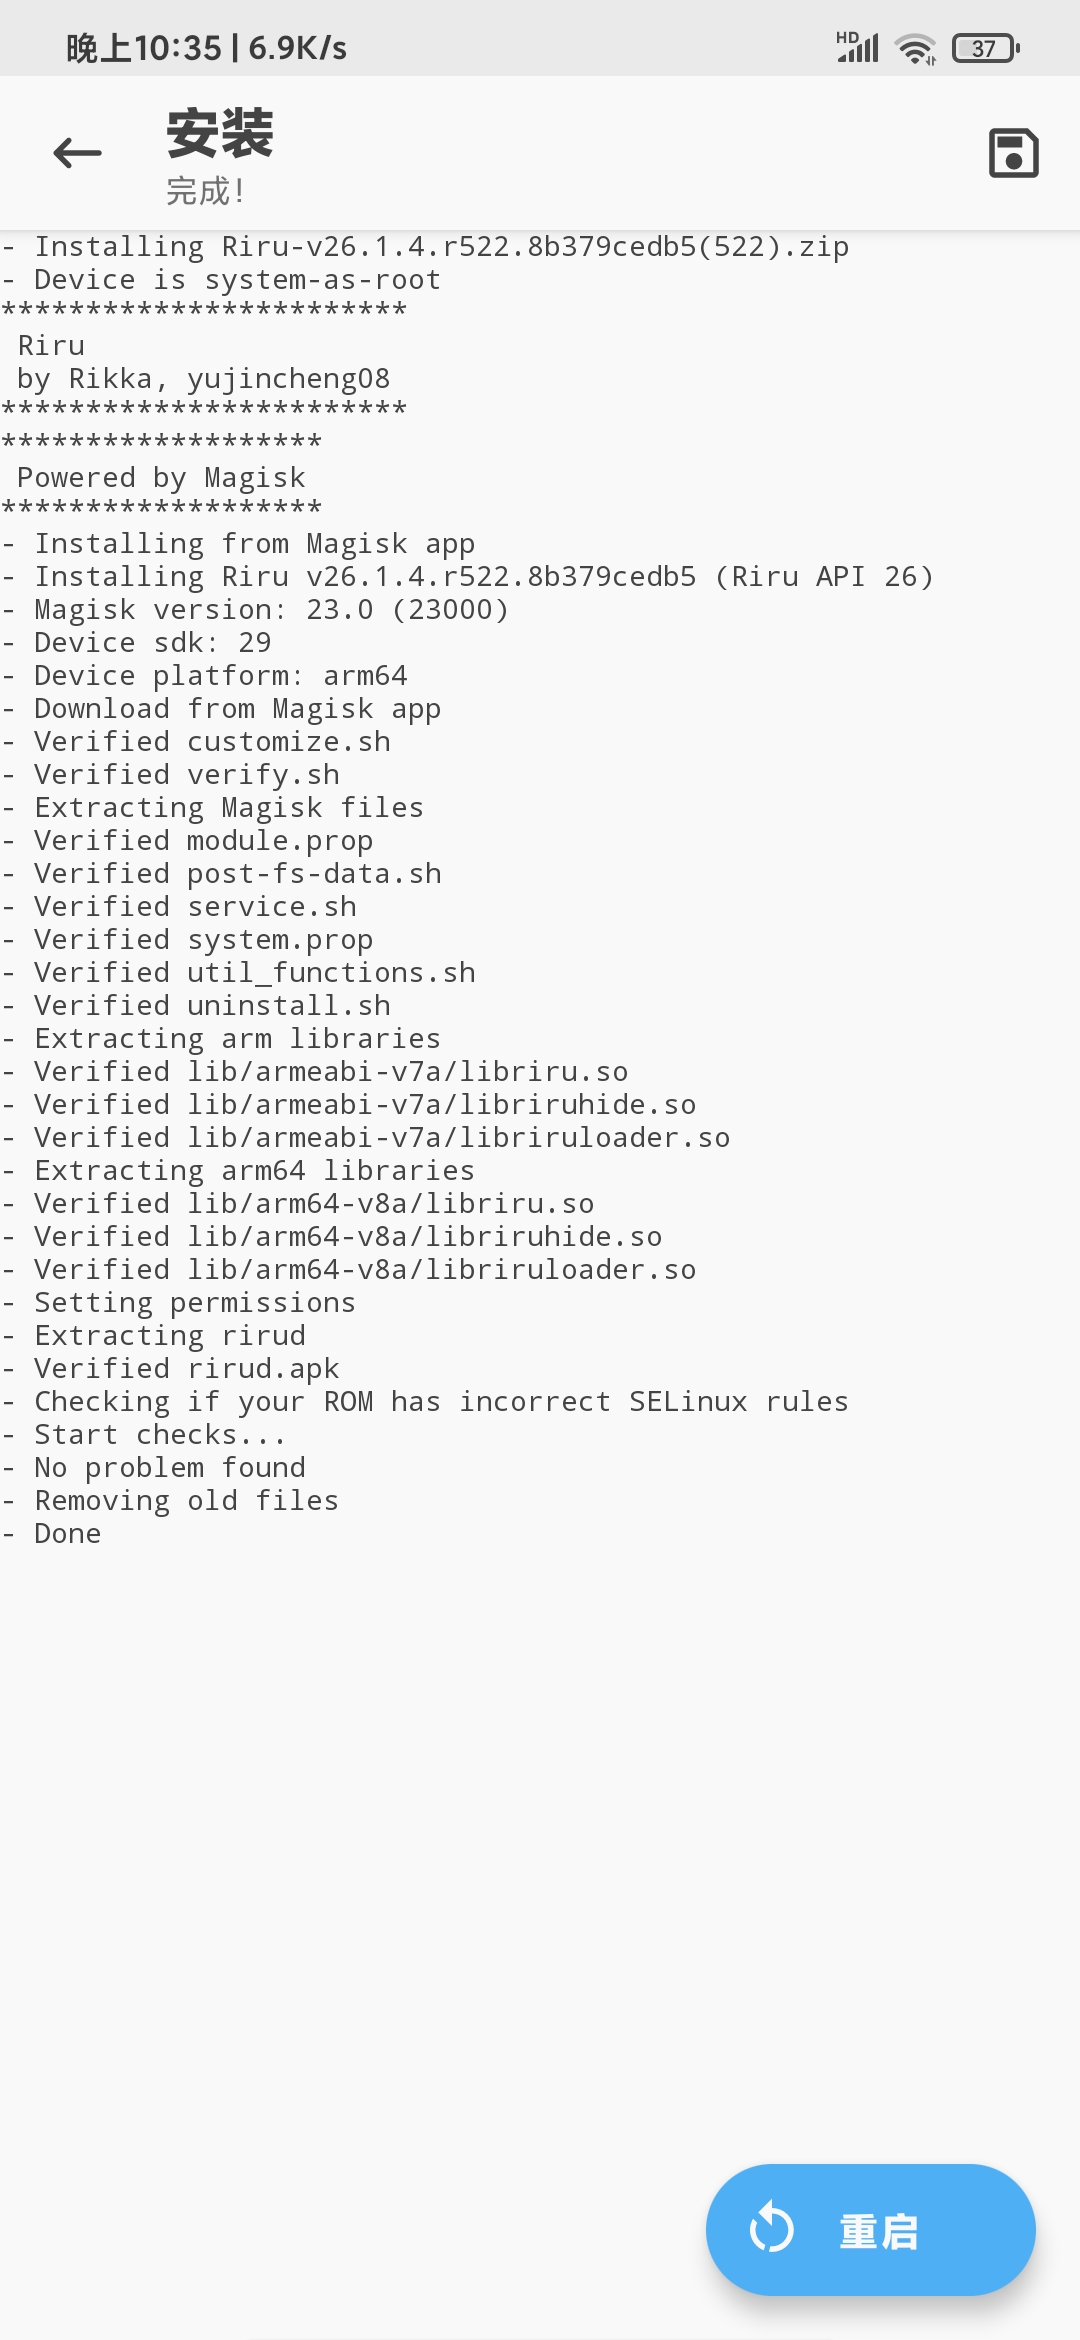 晚上10:35 | 6.9K/s
HD
37
安装
完成!
- Installing Riru-v26.1.4.r522.8b379cedb5(522).zip
- Device is system-as-root
************************
Riru
by Rikka, yujincheng08
************************
*******************
Powered by Magisk
*******************
- Installing from Magisk app
- Installing Riru v26.1.4.r522.8b379cedb5 (Riru API 26)
- Magisk version: 23.0 (23000)
- Device sdk: 29
- Device platform: arm64
- Download from Magisk app
- Verified customize.sh
- Verified verify.sh
- Extracting Magisk files
- Verified module.prop
- Verified post-fs-data.sh
- Verified service.sh
- Verified system.prop
- Verified util_functions.sh
- Verified uninstall.sh
- Extracting arm libraries
- Verified lib/armeabi-v7a/libriru.so
- Verified lib/armeabi-v7a/libriruhide.so
- Verified lib/armeabi-v7a/libriruloader.so
- Extracting arm64 libraries
- Verified lib/arm64-v8a/libriru.so
- Verified lib/arm64-v8a/libriruhide.so
- Verified lib/arm64-v8a/libriruloader.so
- Setting permissions
- Extracting rirud
- Verified rirud.apk
- Checking if your ROM has incorrect SELinux rules
- Start checks...
- No problem found
- Removing old files
- Done
重启